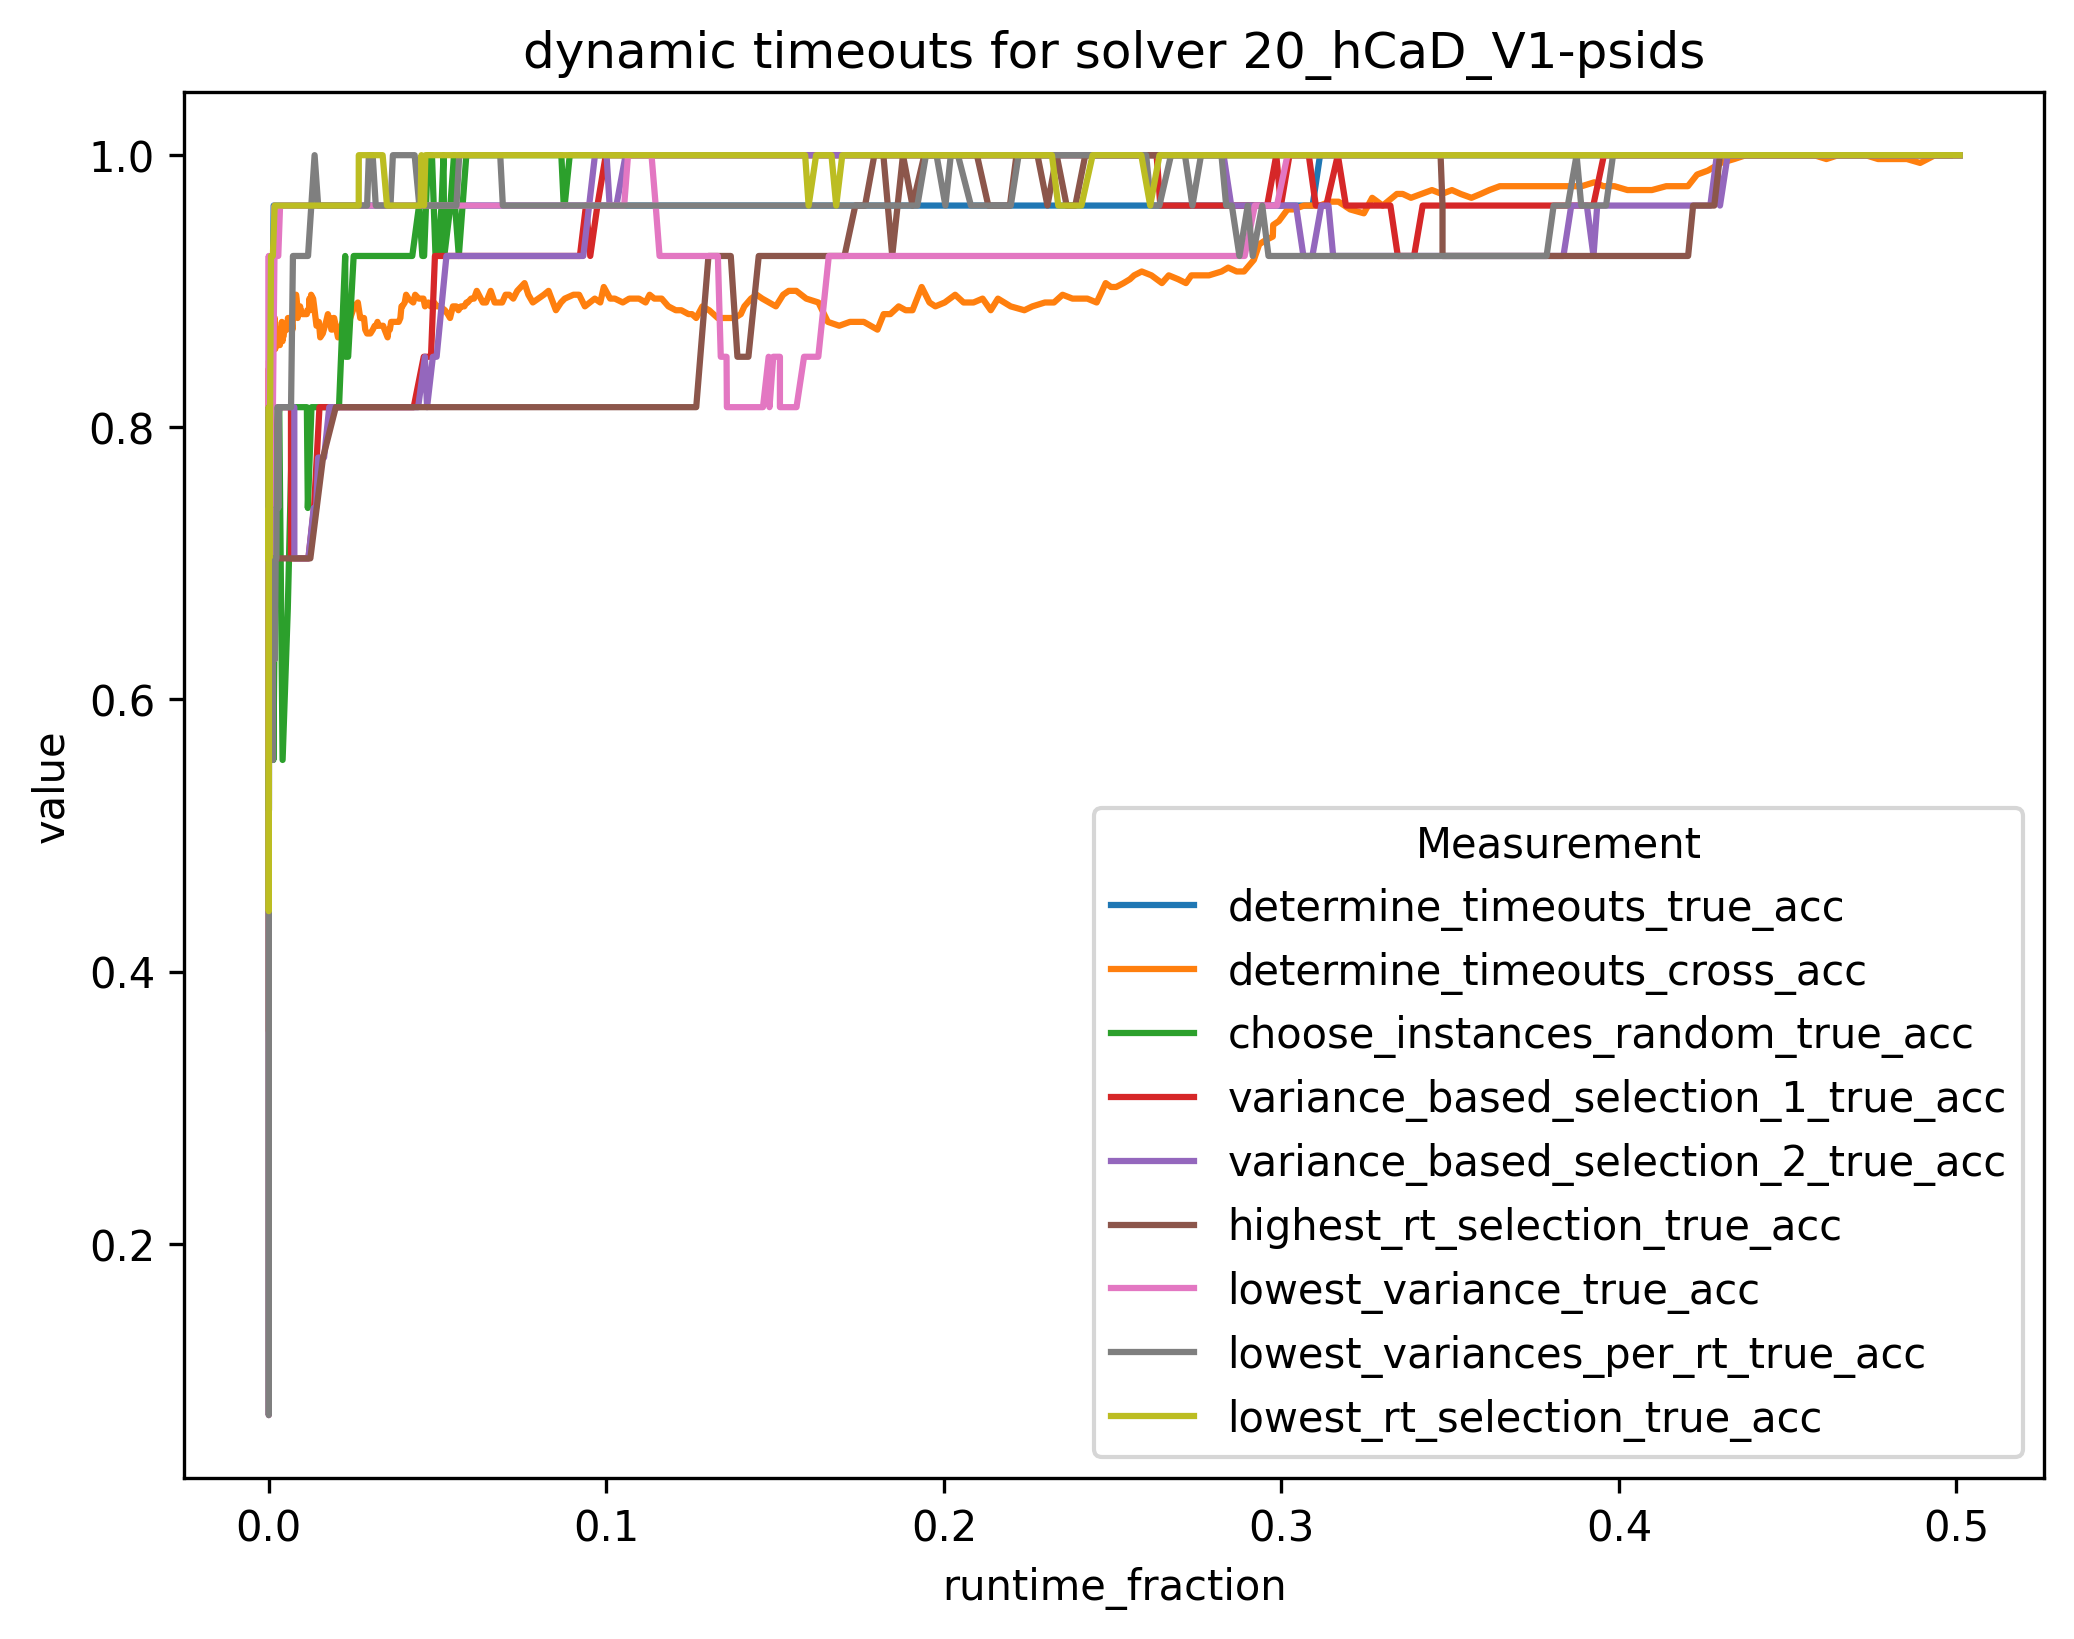 dynamic timeouts for solver 20_hCaD_V1-psids
value
1.0
0.8
0.6
0.4
0.2
Measurement
determine_timeouts_true_acc
determine_timeouts_cross_acc
choose_instances_random_true_acc
variance_based_selection_1_true_acc
variance_based_selection_2_true_acc
highest_rt_selection_true_acc
lowest_variance_true_acc
lowest_variances_per_rt_true_acc
lowest_rt_selection_true_acc
0.0 0.1 0.2 0.3 0.4 0.5
runtime_fraction